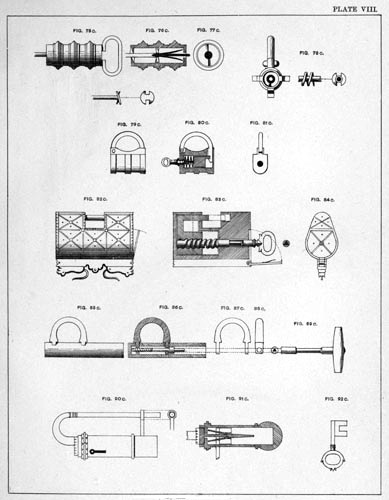 PLATE VIII.
FIG. 75 C. FIG. 76 C. FIG. 77 C.
FIG. 78 C.
FIG. 79 C. FIG. 80 C. FIG. 81 C.
FIG. 82 C. FIG. 83 C. FIG. 84 C.
FIG. 85 C. FIG. 86 C. FIG. 87 C. 88 C. FIG. 89 C.
FIG. 90 C. FIG. 91 C. FIG. 92 C.